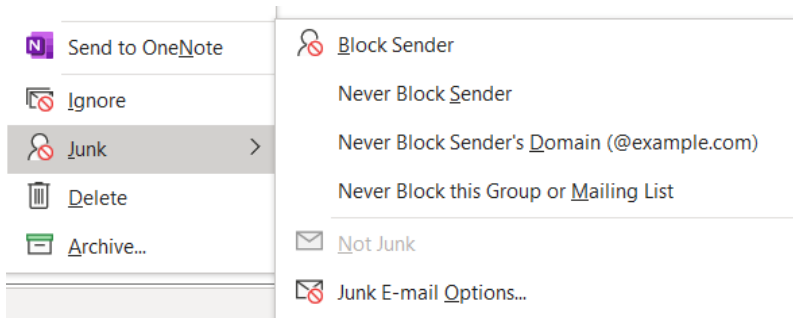 Send to OneNote
Ignore
Junk
Delete
Archive...
Block Sender
Never Block Sender
Never Block Sender's Domain (@example.com)
Never Block this Group or Mailing List
Not Junk
Junk E-mail Options...